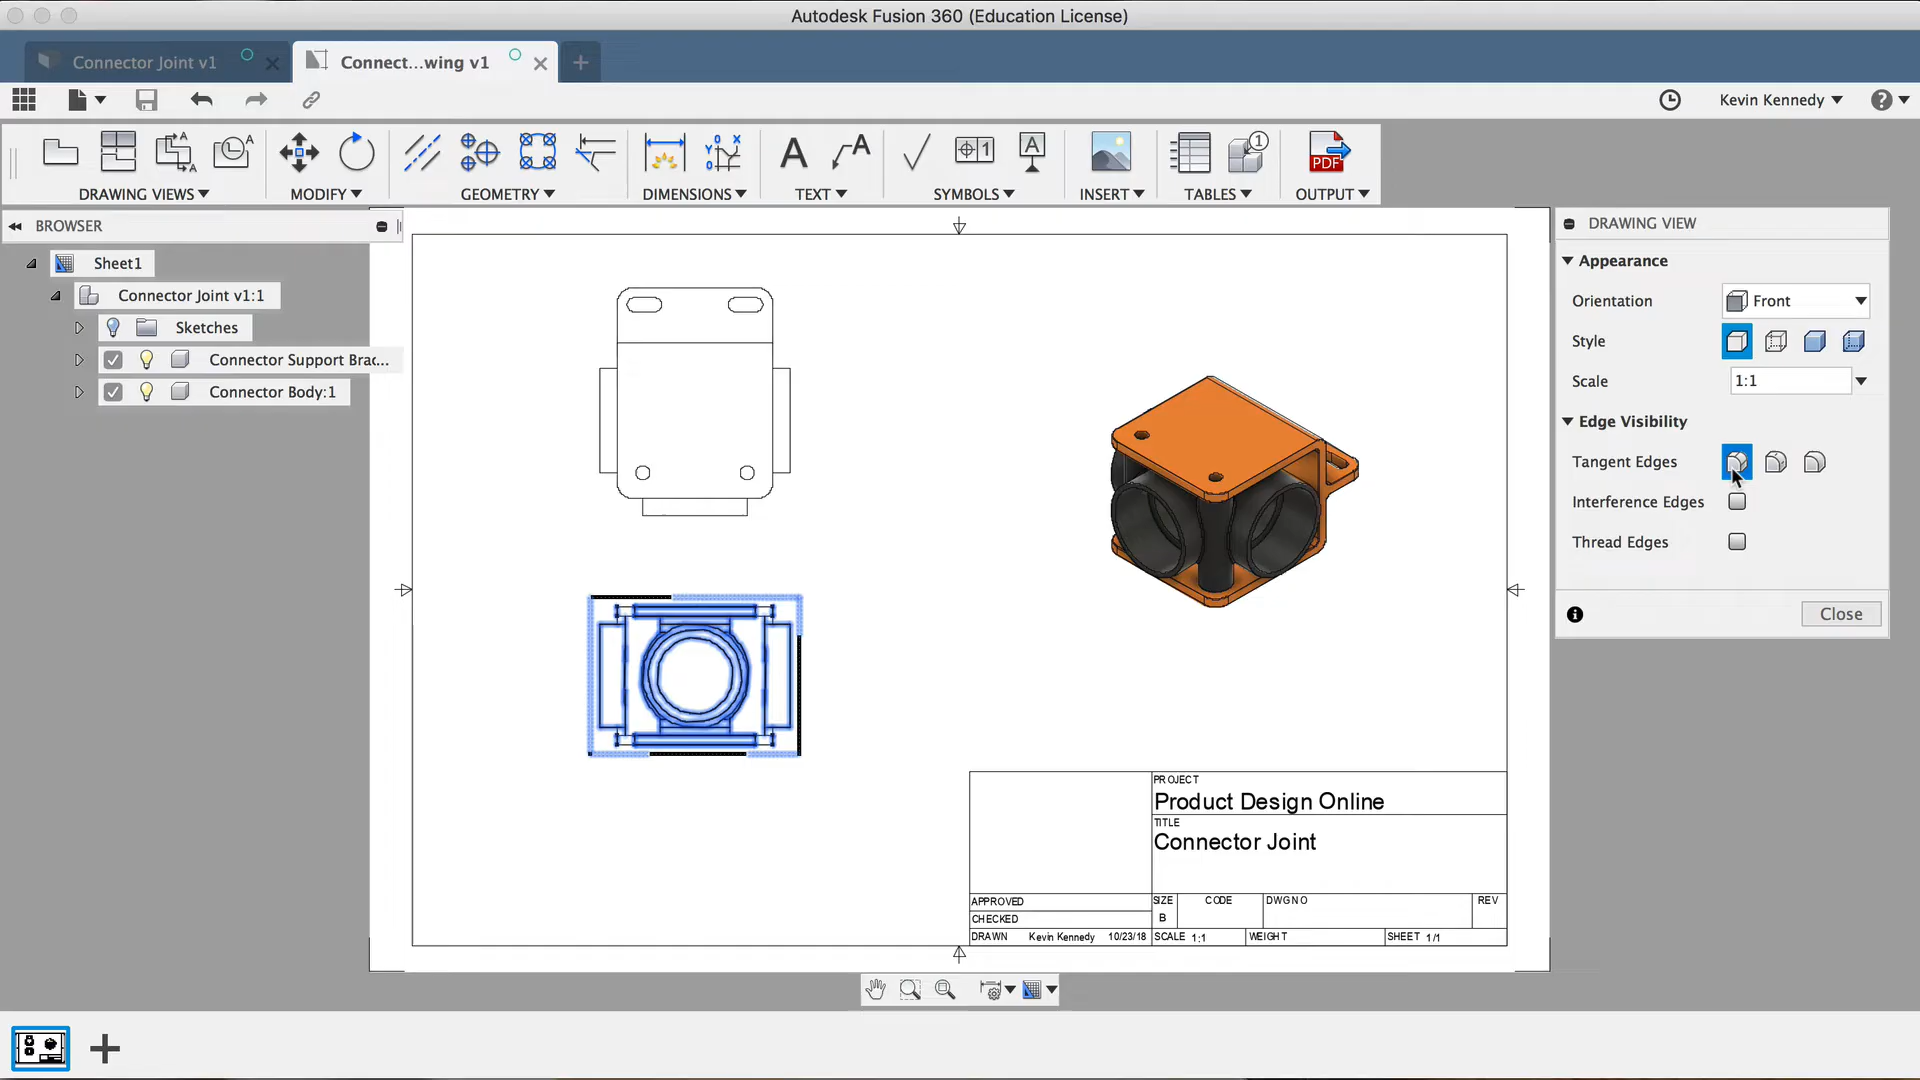 Autodesk Fusion 360 (Education License)
Connector Joint v1
Connect...wing v1
Kevin Kennedy
DRAWING VIEWS
MODIFY
GEOMETRY
DIMENSIONS
TEXT
SYMBOLS
INSERT
TABLES
OUTPUT
PDF
BROWSER
Sheet1
Connector Joint v1:1
Sketches
Connector Support Brac...
Connector Body:1
DRAWING VIEW
Appearance
Orientation Front
Style
Scale 1:1
Edge Visibility
Tangent Edges
Interference Edges
Thread Edges
Close
PROJECT
Product Design Online
TITLE
Connector Joint
APPROVED
CHECKED
DRAWN Kevin Kennedy 10/23/18
SIZE CODE DWG NO REV
B
SCALE 1:1 WEIGHT SHEET 1/1